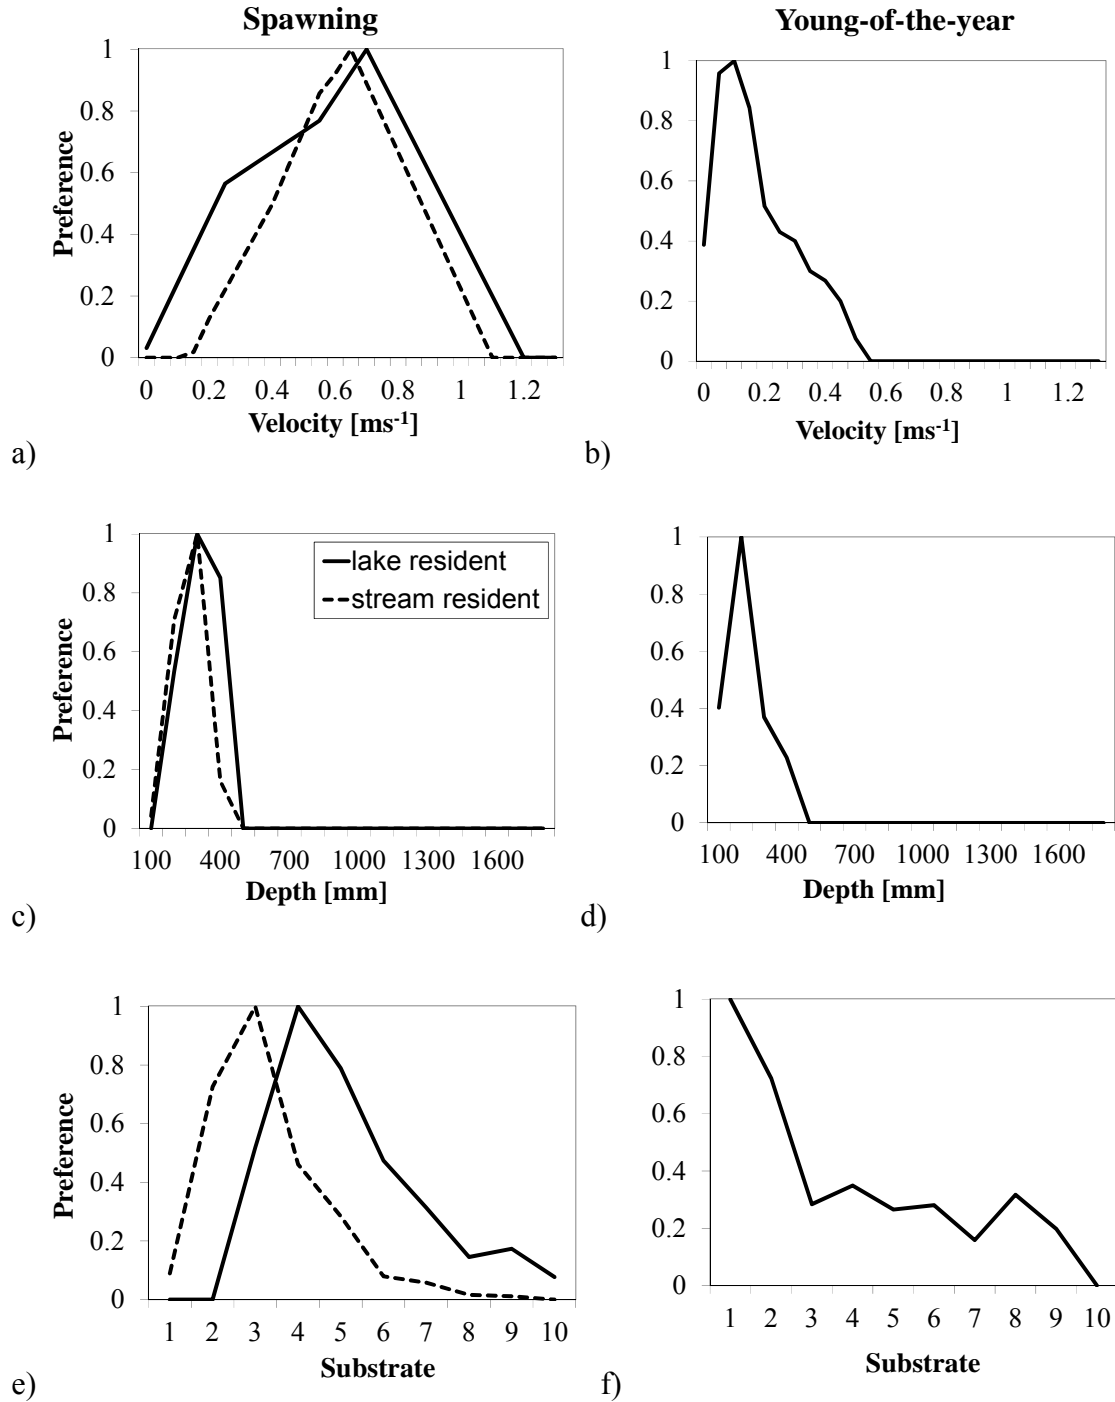 Spawning
Young-of-the-year
1
0.8
0.6
0.4
0.2
0
Preference
0 0.2 0.4 0.6 0.8 1 1.2
Velocity [ms-1]
a)
1
0.8
0.6
0.4
0.2
0
0 0.2 0.4 0.6 0.8 1 1.2
Velocity [ms-1]
b)
1
0.8
0.6
0.4
0.2
0
Preference
lake resident
stream resident
100 400 700 1000 1300 1600
Depth [mm]
c)
1
0.8
0.6
0.4
0.2
0
100 400 700 1000 1300 1600
Depth [mm]
d)
1
0.8
0.6
0.4
0.2
0
Preference
1 2 3 4 5 6 7 8 9 10
Substrate
e)
1
0.8
0.6
0.4
0.2
0
1 2 3 4 5 6 7 8 9 10
Substrate
f)